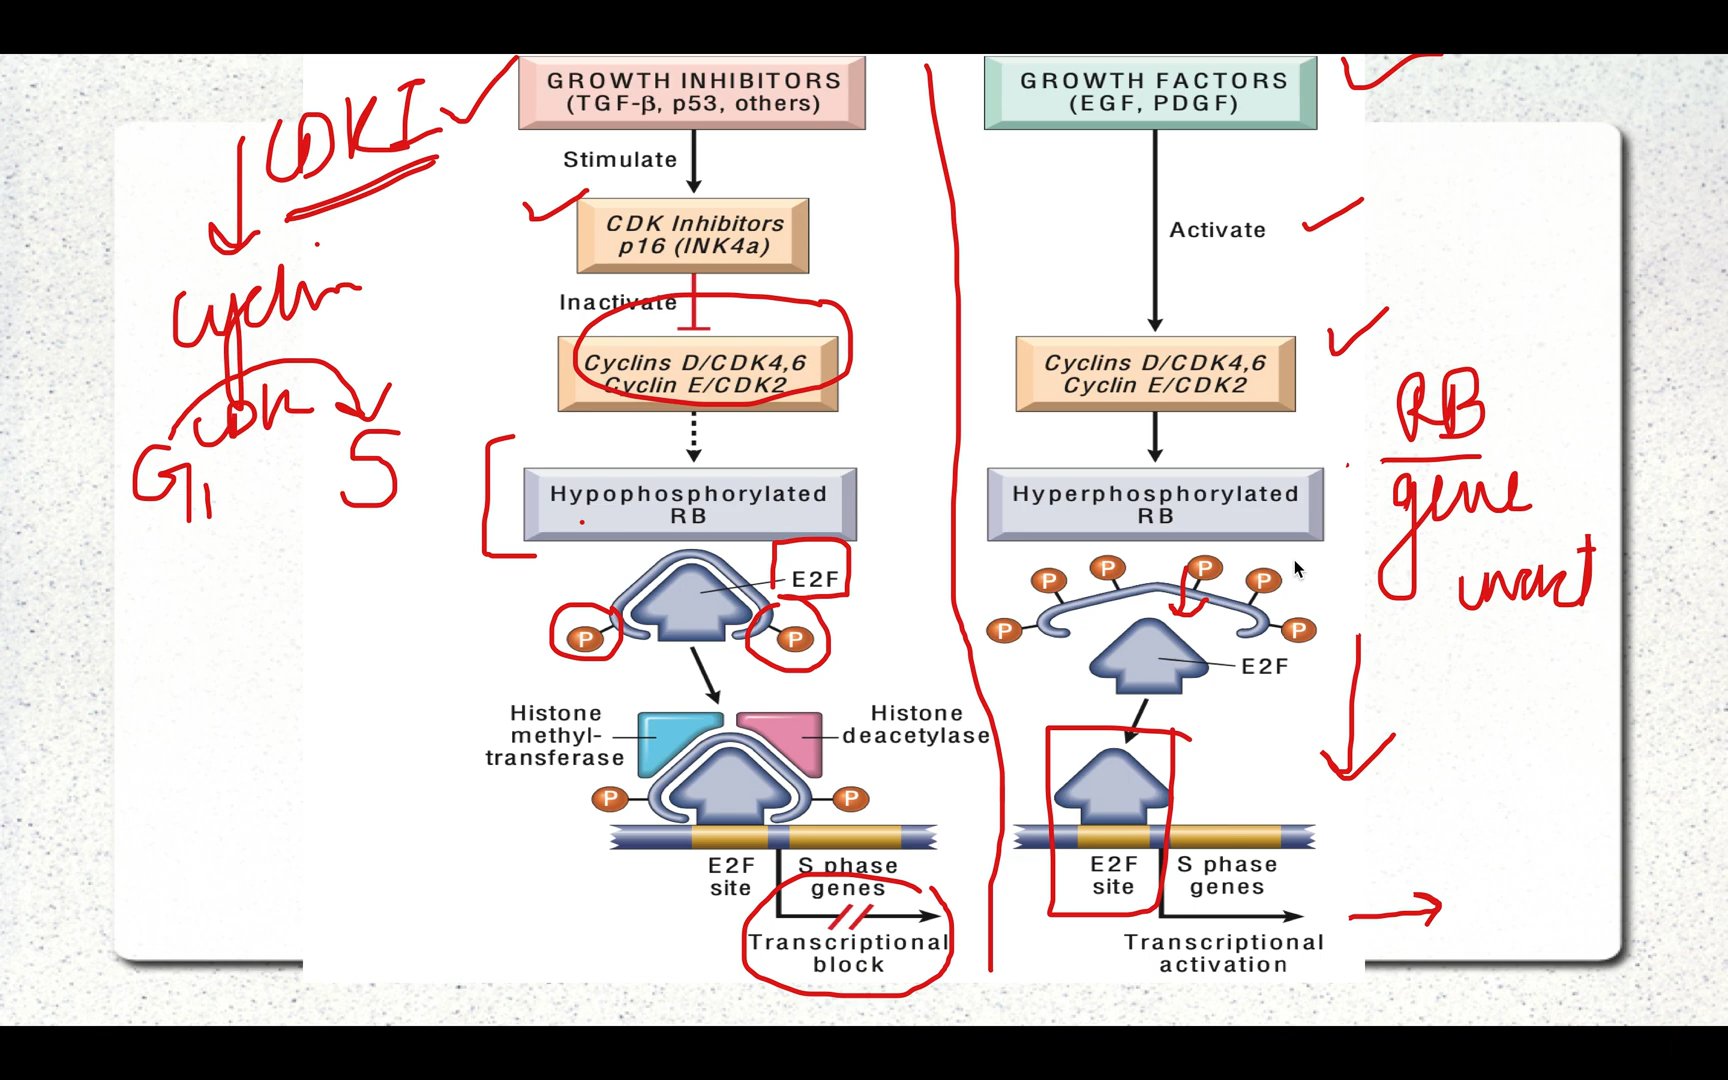 GROWTH INHIBITORS
(TGF-β, p53, others)
Stimulate
CDK Inhibitors
p16 (INK4a)
Inactivate
Cyclins D/CDK4,6
Cyclin E/CDK2
Hypophosphorylated
RB
E2F
P
P
Histone
methyl-
transferase
Histone
deacetylase
P
P
E2F
site
S phase
genes
Transcriptional
block
GROWTH FACTORS
(EGF, PDGF)
Activate
Cyclins D/CDK4,6
Cyclin E/CDK2
Hyperphosphorylated
RB
P
P
P
P
P
P
E2F
E2F
site
S phase
genes
Transcriptional
activation
CDKI
Cyclin
CDK
G1
S
RB
gene